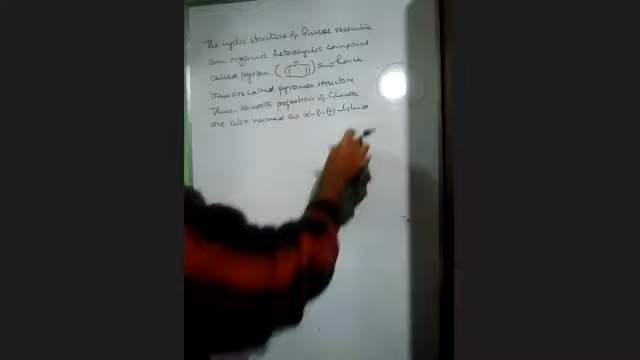 The cyclic structure of Glucose resemble
an organic heterocyclic compound
called pyran ( O ) and hence
these are called pyranose structure
Thus Haworth projection of Glucose
are also named as α-D-(+)-Gluco